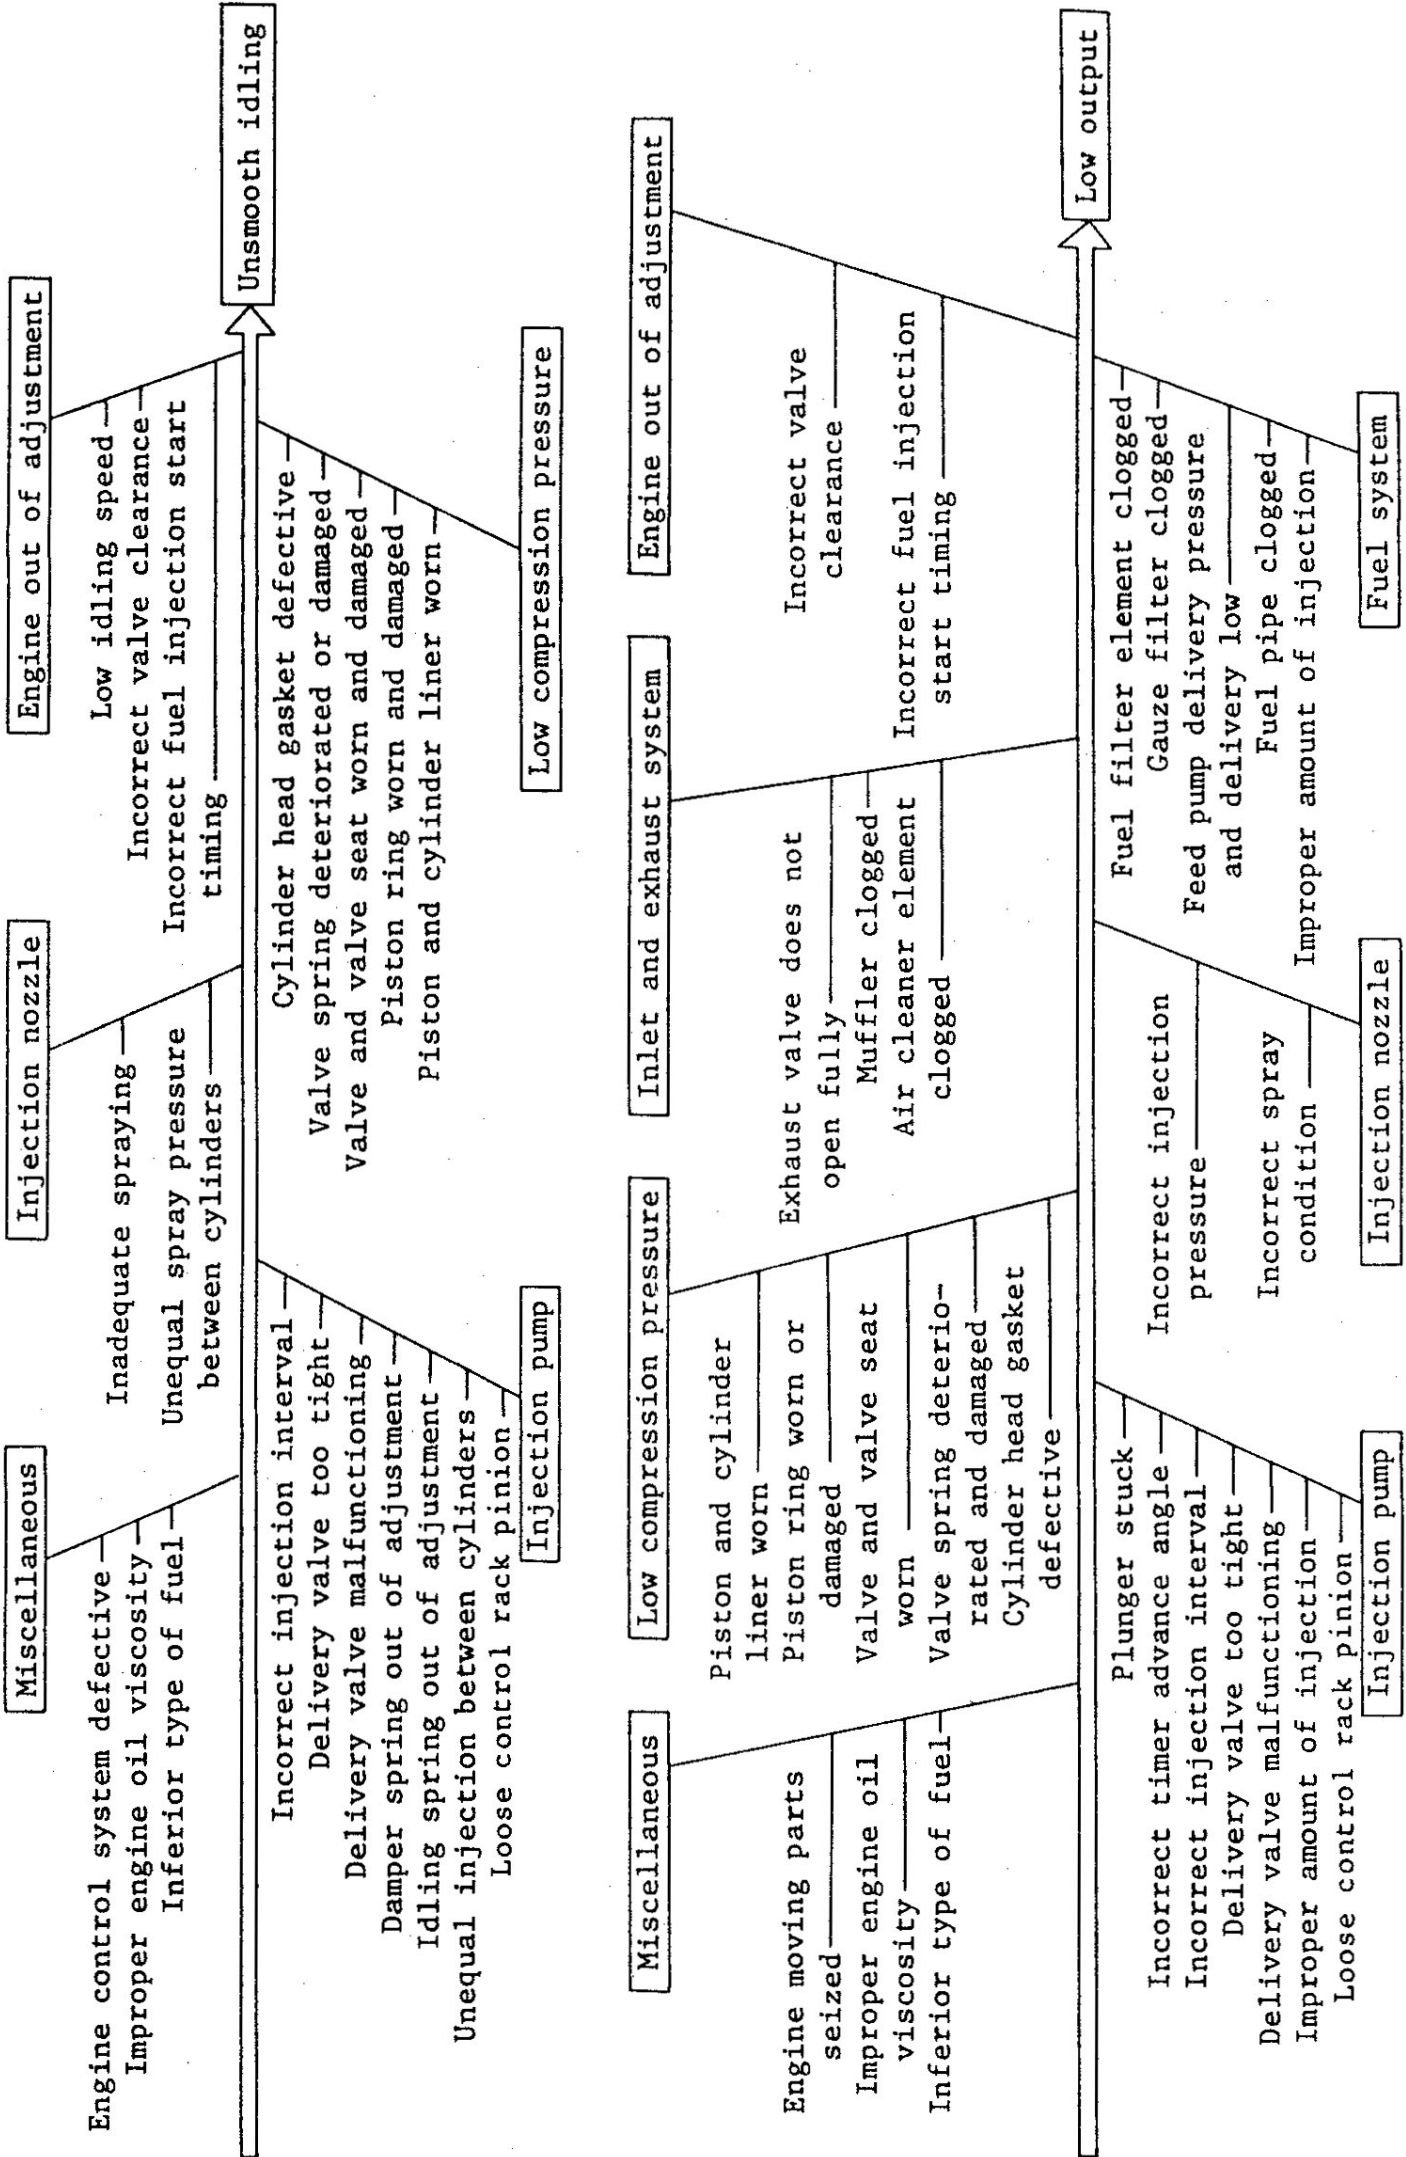 Miscellaneous
Engine control system defective
Improper engine oil viscosity
Inferior type of fuel
Injection nozzle
Inadequate spraying
Unequal spray pressure
between cylinders
Engine out of adjustment
Low idling speed
Incorrect valve clearance
Incorrect fuel injection start
timing
Unsmooth idling
Incorrect injection interval
Delivery valve too tight
Delivery valve malfunctioning
Damper spring out of adjustment
Idling spring out of adjustment
Unequal injection between cylinders
Loose control rack pinion
Injection pump
Cylinder head gasket defective
Valve spring deteriorated or damaged
Valve and valve seat worn and damaged
Piston ring worn and damaged
Piston and cylinder liner worn
Low compression pressure
Miscellaneous
Engine moving parts
seized
Improper engine oil
viscosity
Inferior type of fuel
Low compression pressure
Piston and cylinder
liner worn
Piston ring worn or
damaged
Valve and valve seat
worn
Valve spring deterio-
rated and damaged
Cylinder head gasket
defective
Inlet and exhaust system
Exhaust valve does not
open fully
Muffler clogged
Air cleaner element
clogged
Engine out of adjustment
Incorrect valve
clearance
Incorrect fuel injection
start timing
Low output
Plunger stuck
Incorrect timer advance angle
Incorrect injection interval
Delivery valve too tight
Delivery valve malfunctioning
Improper amount of injection
Loose control rack pinion
Injection pump
Incorrect injection
pressure
Incorrect spray
condition
Injection nozzle
Fuel filter element clogged
Gauze filter clogged
Feed pump delivery pressure
and delivery low
Fuel pipe clogged
Improper amount of injection
Fuel system